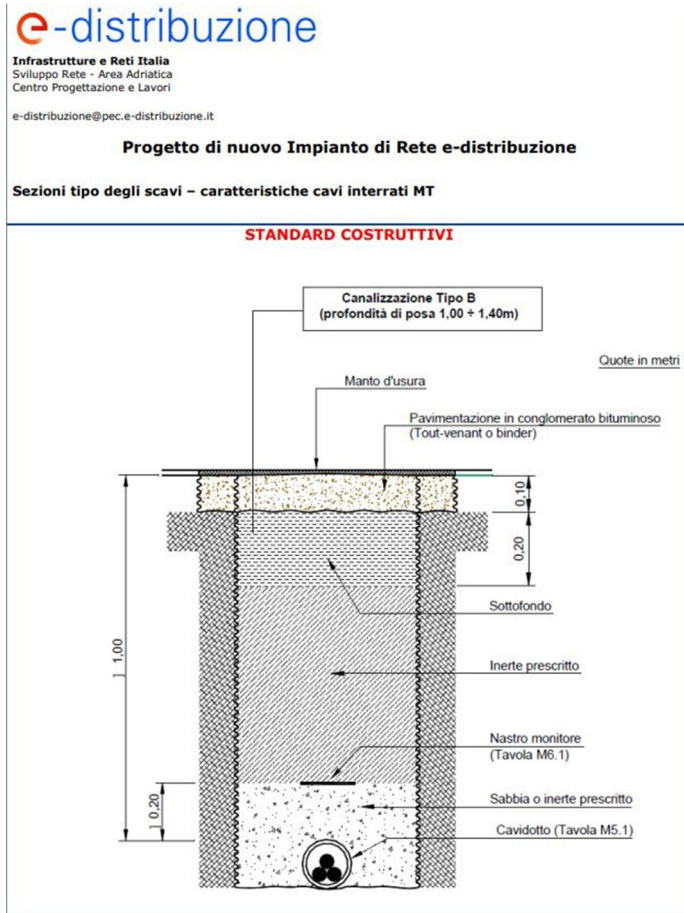 e-distribuzione
Infrastrutture e Reti Italia
Sviluppo Rete - Area Adriatica
Centro Progettazione e Lavori
e-distribuzione@pec.e-distribuzione.it
Progetto di nuovo Impianto di Rete e-distribuzione
Sezioni tipo degli scavi – caratteristiche cavi interrati MT
STANDARD COSTRUTTIVI
Canalizzazione Tipo B
(profondità di posa 1,00 ÷ 1,40m)
Quote in metri
Manto d'usura
Pavimentazione in conglomerato bituminoso
(Tout-venant o binder)
0,10
0,20
Sottofondo
] 1,00
Inerte prescritto
Nastro monitore
(Tavola M6.1)
] 0,20
Sabbia o inerte prescritto
Cavidotto (Tavola M5.1)